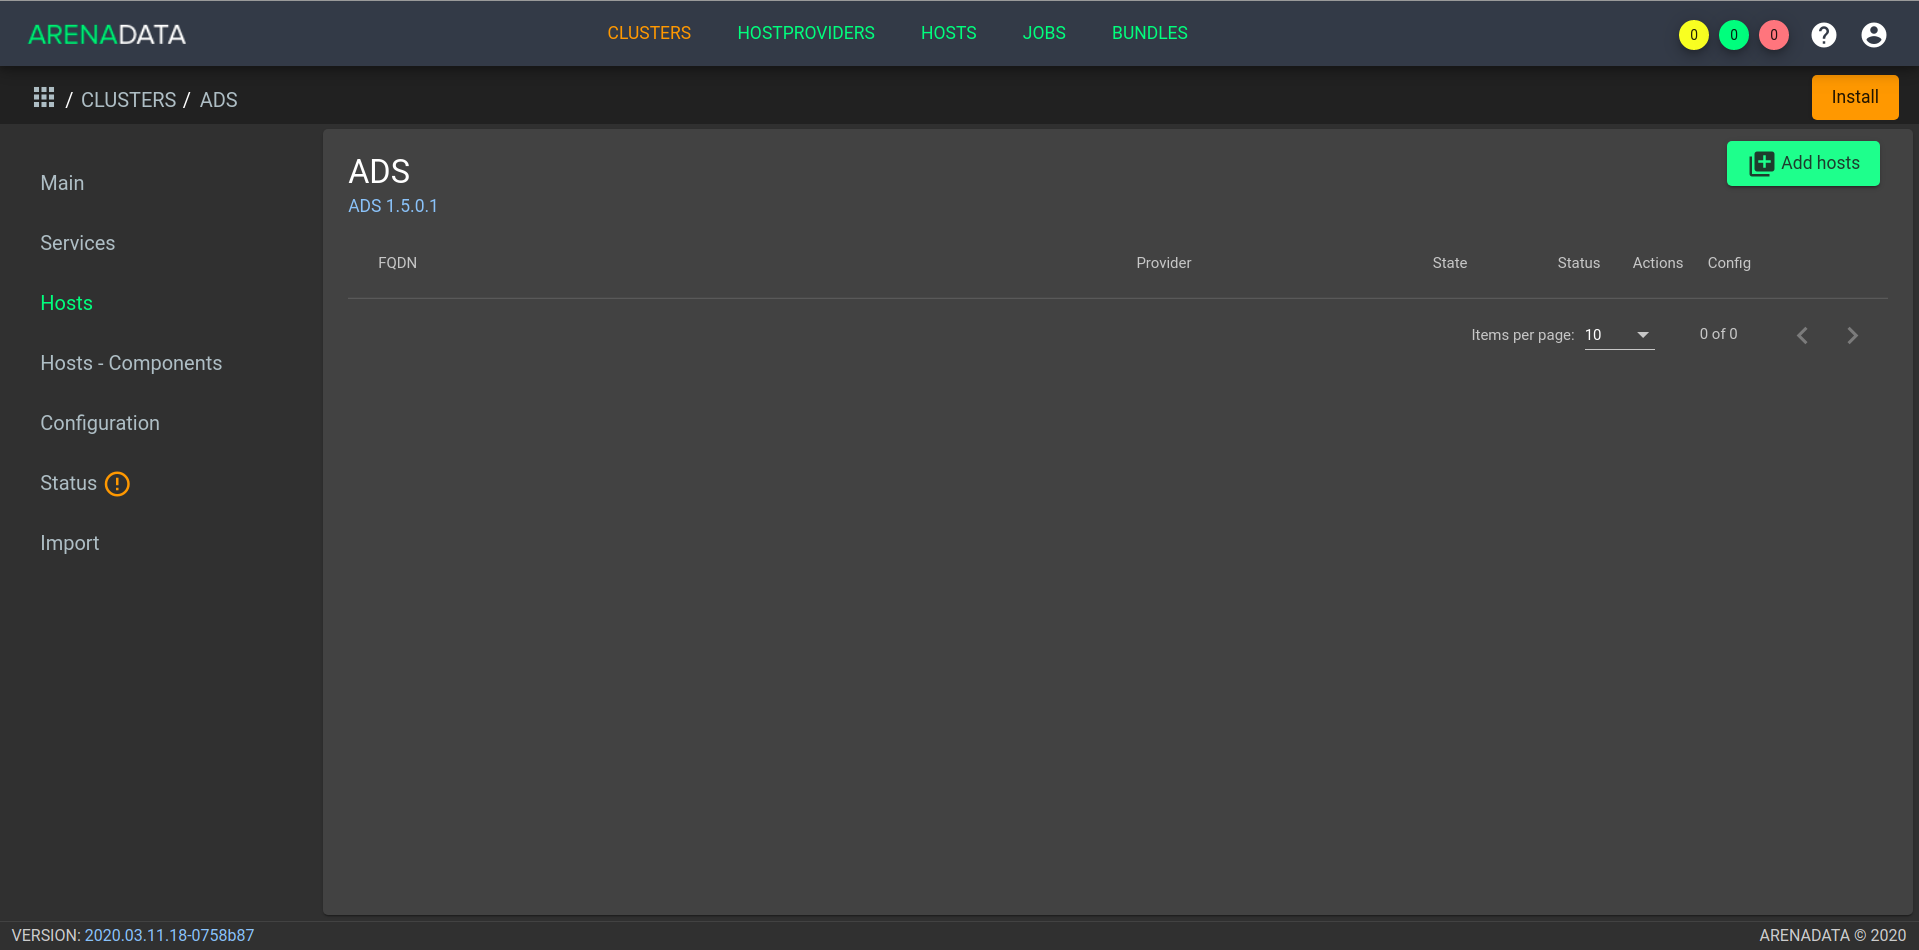 ARENADATA CLUSTERS HOSTPROVIDERS HOSTS JOBS BUNDLES 0 0 0
/ CLUSTERS / ADS Install
Main
Services
Hosts
Hosts - Components
Configuration
Status
Import
ADS
Add hosts
ADS 1.5.0.1
FQDN Provider State Status Actions Config
Items per page: 10 0 of 0
VERSION: 2020.03.11.18-0758b87 ARENADATA © 2020